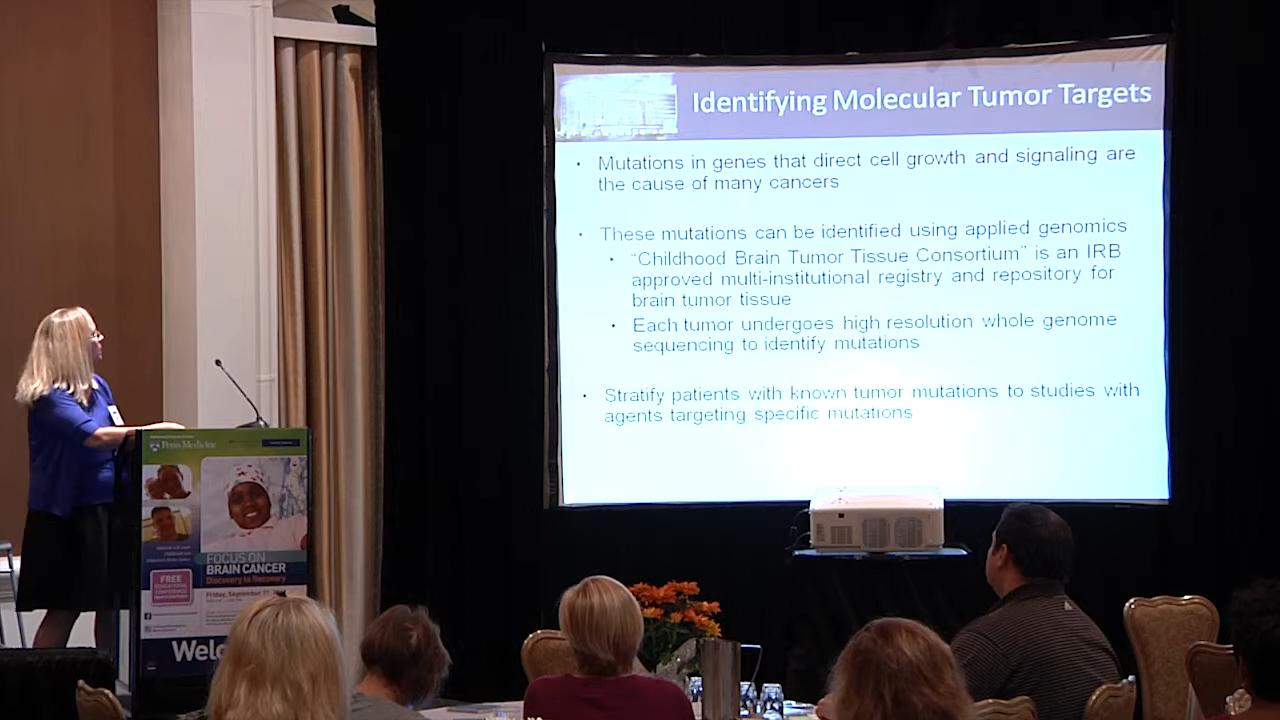 Identifying Molecular Tumor Targets
• Mutations in genes that direct cell growth and signaling are
the cause of many cancers
• These mutations can be identified using applied genomics
• “Childhood Brain Tumor Tissue Consortium” is an IRB
approved multi-institutional registry and repository for
brain tumor tissue
• Each tumor undergoes high resolution whole genome
sequencing to identify mutations
• Stratify patients with known tumor mutations to studies with
agents targeting specific mutations
Penn Medicine
FOCUS ON
BRAIN CANCER
Discovery to Recovery
FREE
Friday, September
Welc